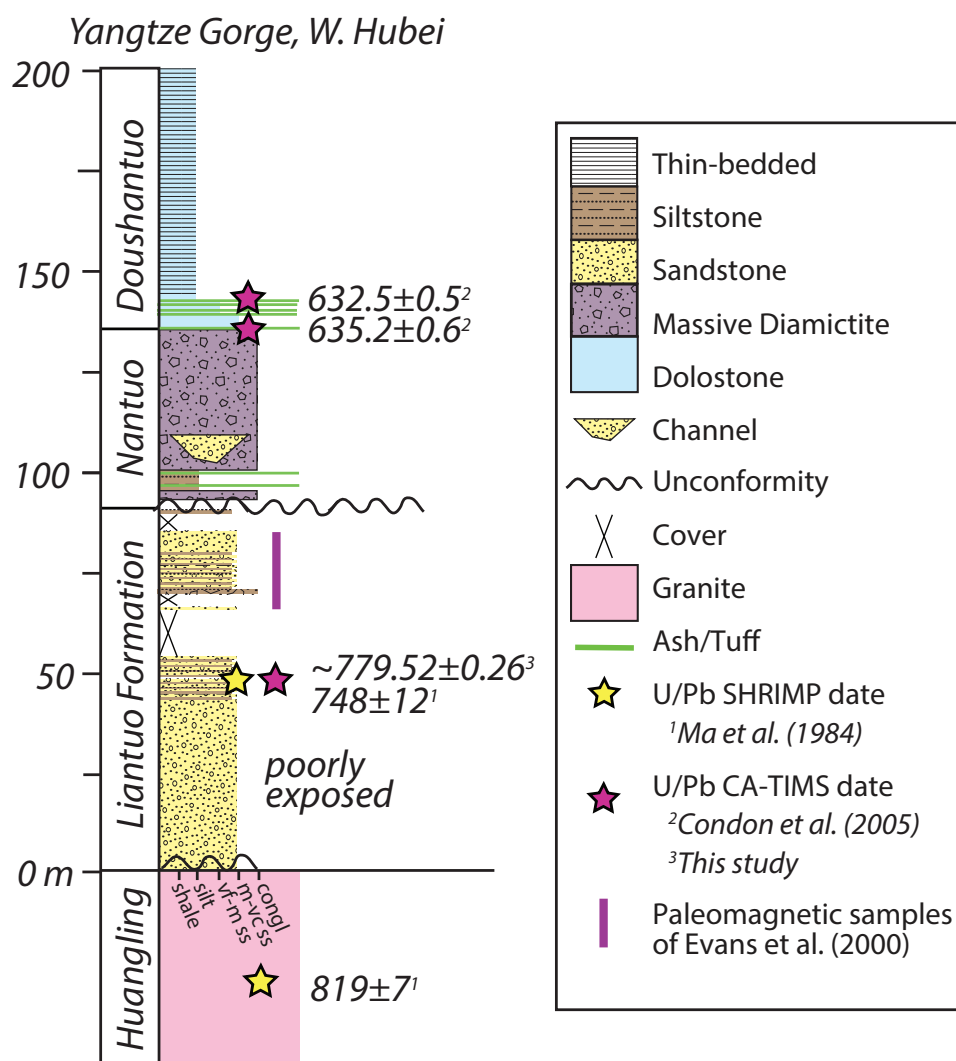 Yangtze Gorge, W. Hubei
200
150
100
50
0 m
Doushantuo
Nantuo
Liantuo Formation
Huangling
632.5±0.5²
635.2±0.6²
~779.52±0.26³
748±12¹
poorly
exposed
shale
silt
vf-m ss
m-vc ss
congl
819±7¹
Thin-bedded
Siltstone
Sandstone
Massive Diamictite
Dolostone
Channel
Unconformity
Cover
Granite
Ash/Tuff
U/Pb SHRIMP date
¹Ma et al. (1984)
U/Pb CA-TIMS date
²Condon et al. (2005)
³This study
Paleomagnetic samples
of Evans et al. (2000)